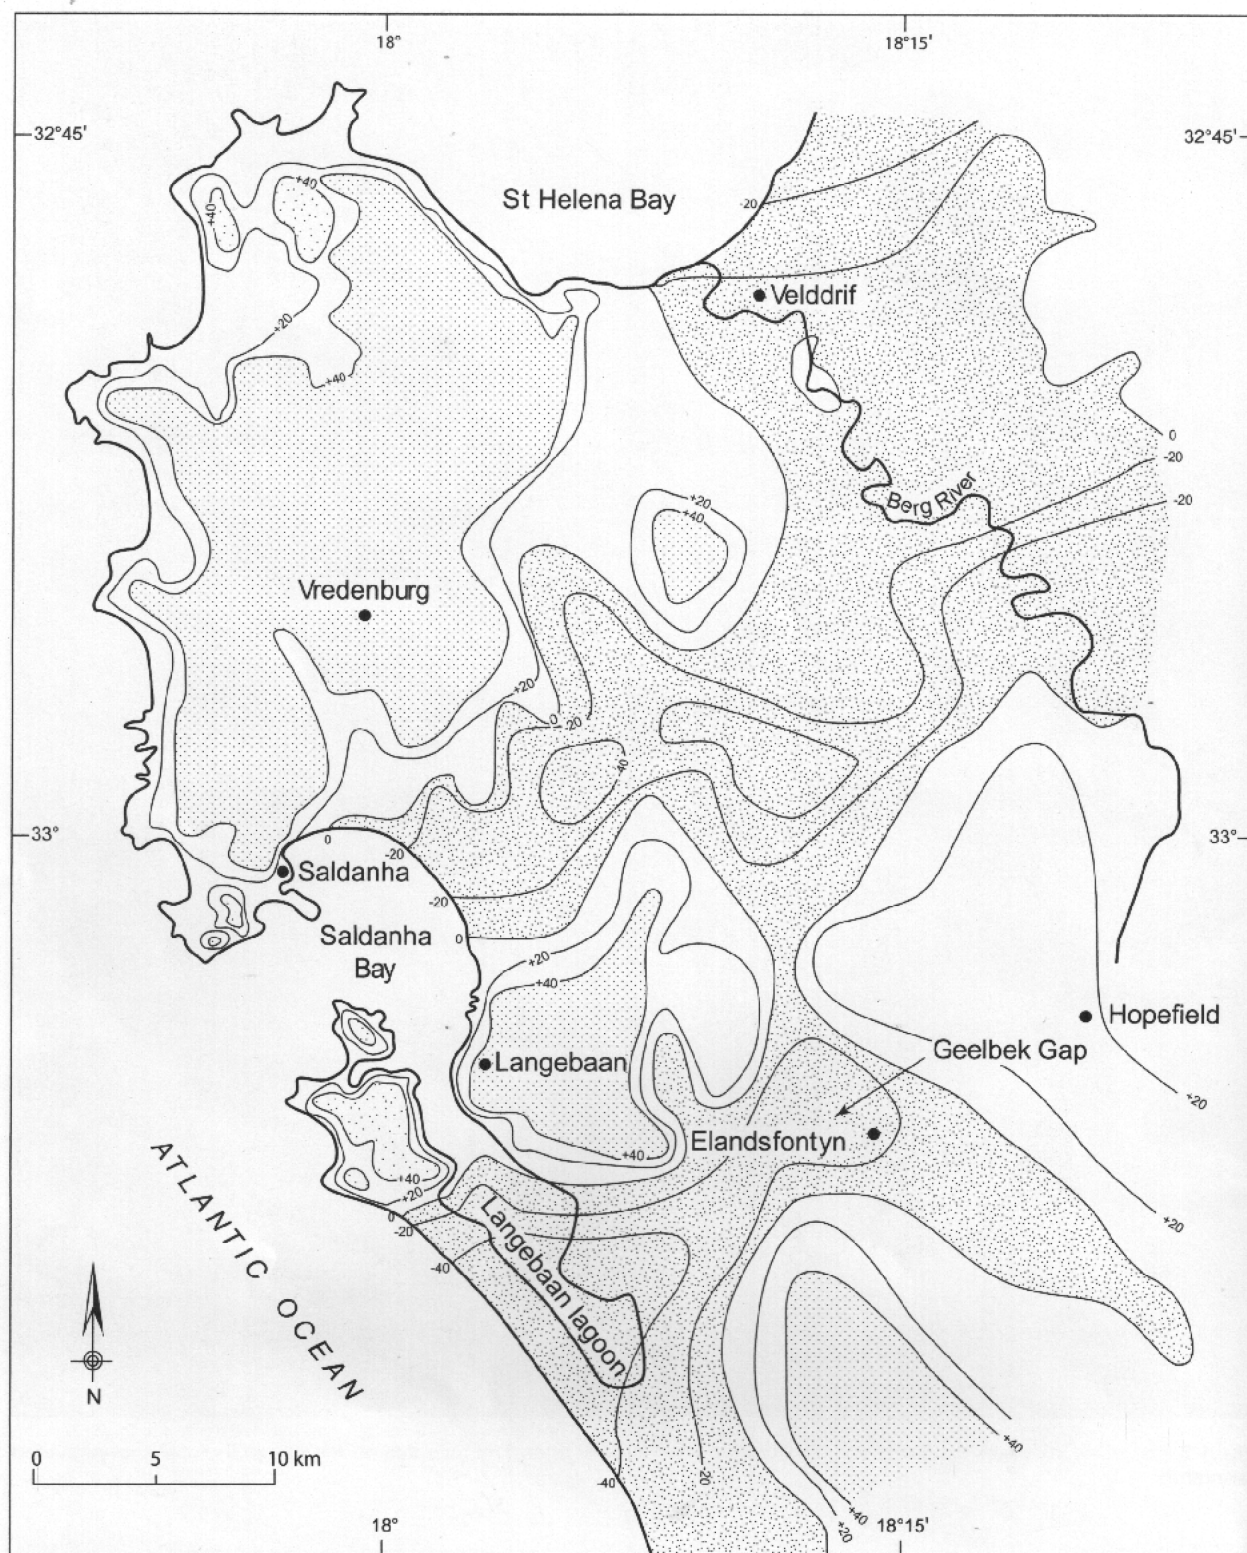 18°
18°15'
32°45'
32°45'
+40
+40
St Helena Bay
-20
Velddrif
+20
+40
0
-20
-20
Berg River
+20
+40
Vredenburg
+20
0
-20
40
33°
33°
0
-20
Saldanha
-20
Saldanha
Bay
0
+20
+40
Hopefield
Geelbek Gap
Langebaan
+20
Elandsfontyn
+40
+40
+20
0
-20
-40
Langebaan lagoon
+20
ATLANTIC OCEAN
N
0 5 10 km
+40
-20
-40
+40
+20
18°
18°15'